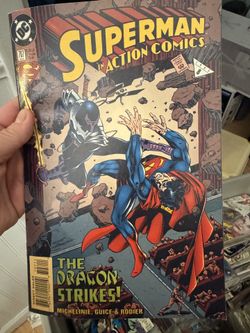 DC
SUPERMAN
IN ACTION COMICS
THE
DRAGON
STRIKES!
MICHELINIE, GUICE & RODIER